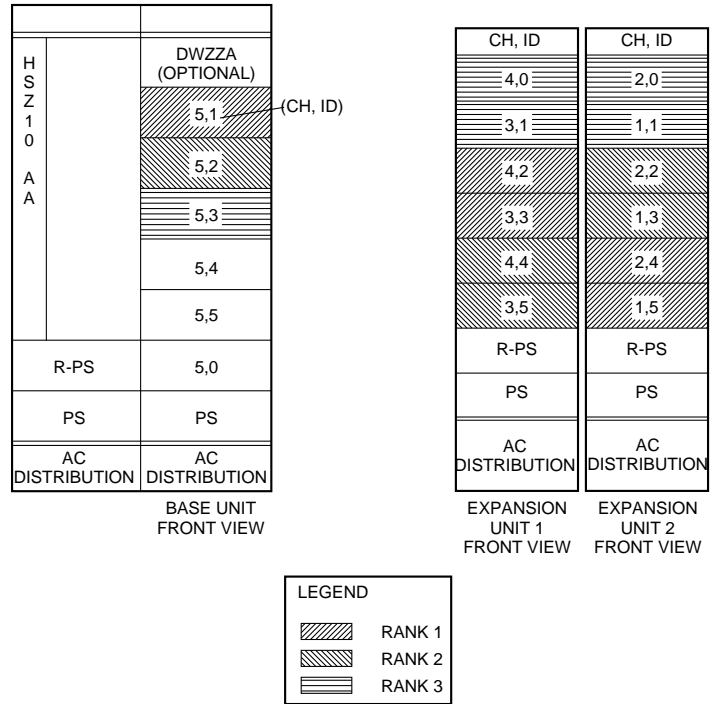 H
S
Z
1
0
A
A
DWZZA
(OPTIONAL)
5,1
(CH, ID)
5,2
5,3
5,4
5,5
R-PS
5,0
PS
PS
AC
DISTRIBUTION
AC
DISTRIBUTION
BASE UNIT
FRONT VIEW
CH, ID
4,0
3,1
4,2
3,3
4,4
3,5
R-PS
PS
AC
DISTRIBUTION
EXPANSION
UNIT 1
FRONT VIEW
CH, ID
2,0
1,1
2,2
1,3
2,4
1,5
R-PS
PS
AC
DISTRIBUTION
EXPANSION
UNIT 2
FRONT VIEW
LEGEND
RANK 1
RANK 2
RANK 3